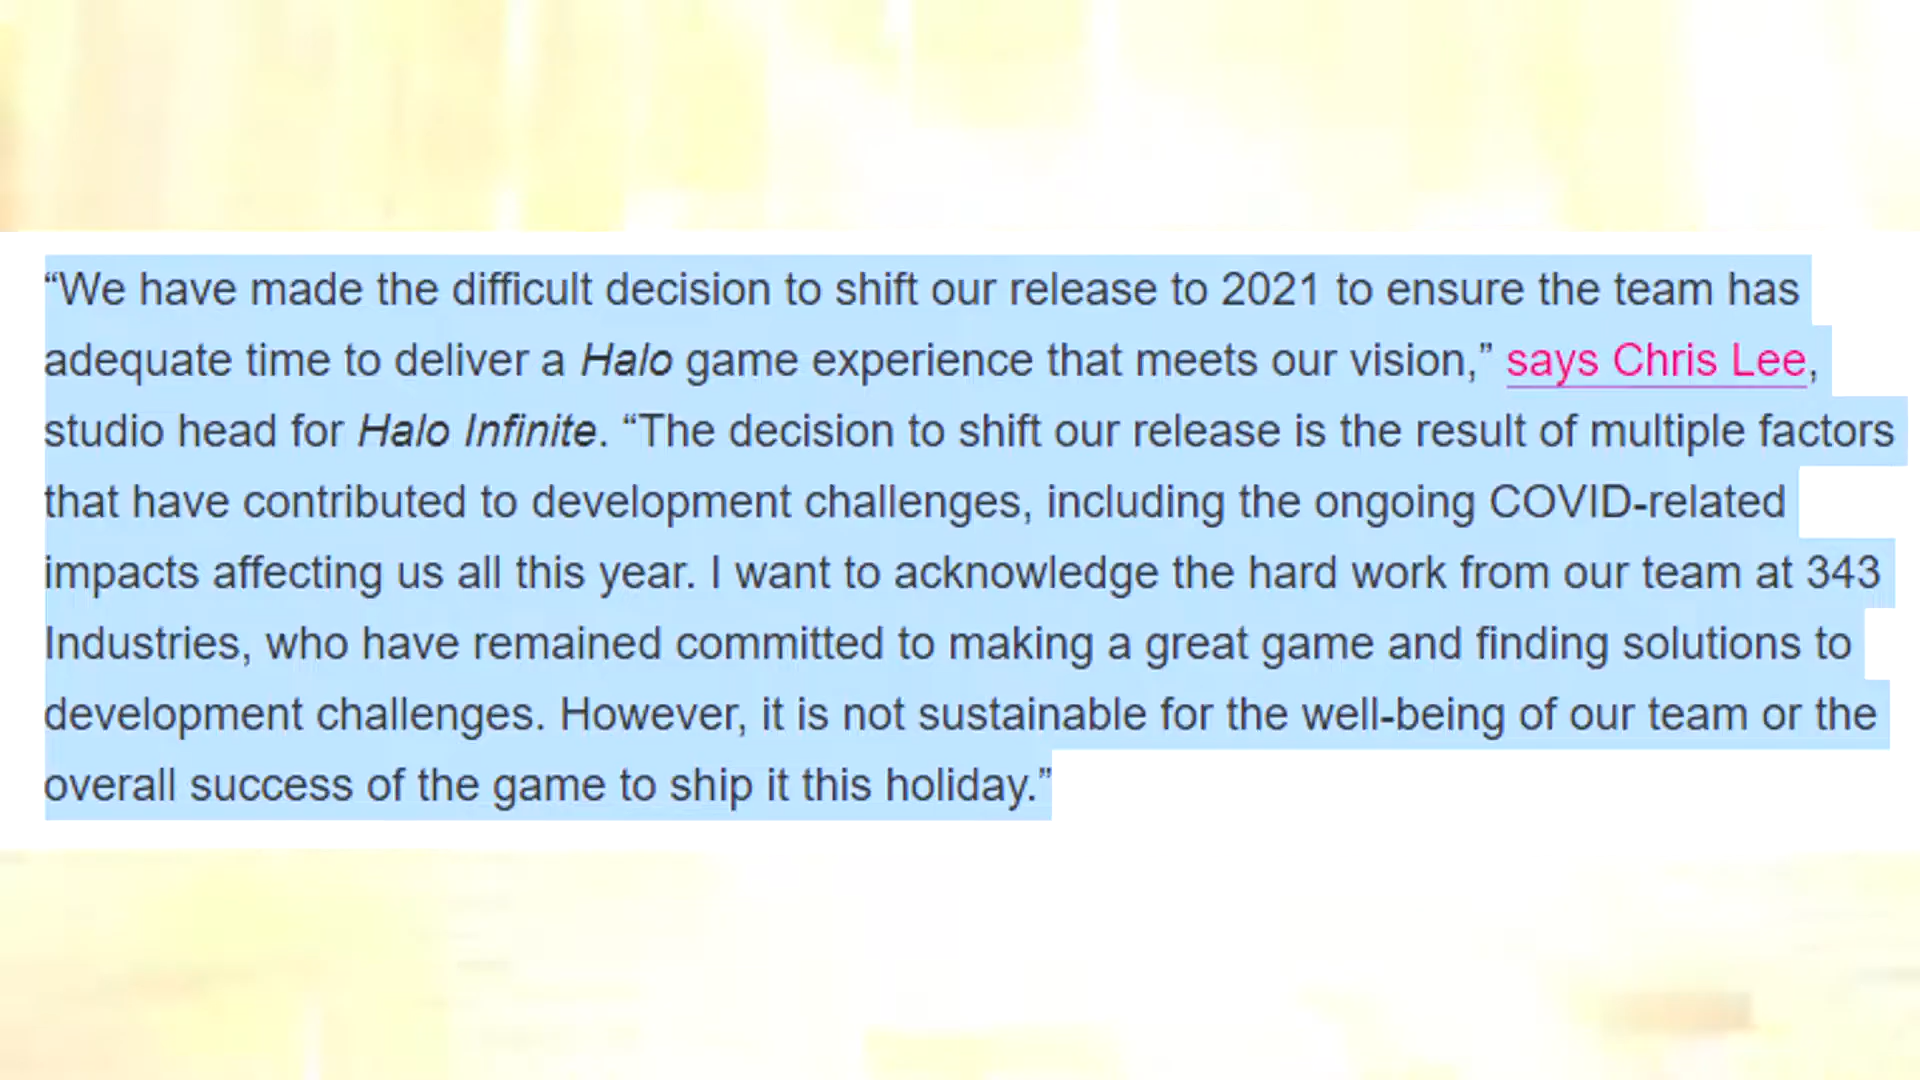 “We have made the difficult decision to shift our release to 2021 to ensure the team has
adequate time to deliver a Halo game experience that meets our vision,” says Chris Lee,
studio head for Halo Infinite. “The decision to shift our release is the result of multiple factors
that have contributed to development challenges, including the ongoing COVID-related
impacts affecting us all this year. I want to acknowledge the hard work from our team at 343
Industries, who have remained committed to making a great game and finding solutions to
development challenges. However, it is not sustainable for the well-being of our team or the
overall success of the game to ship it this holiday.”